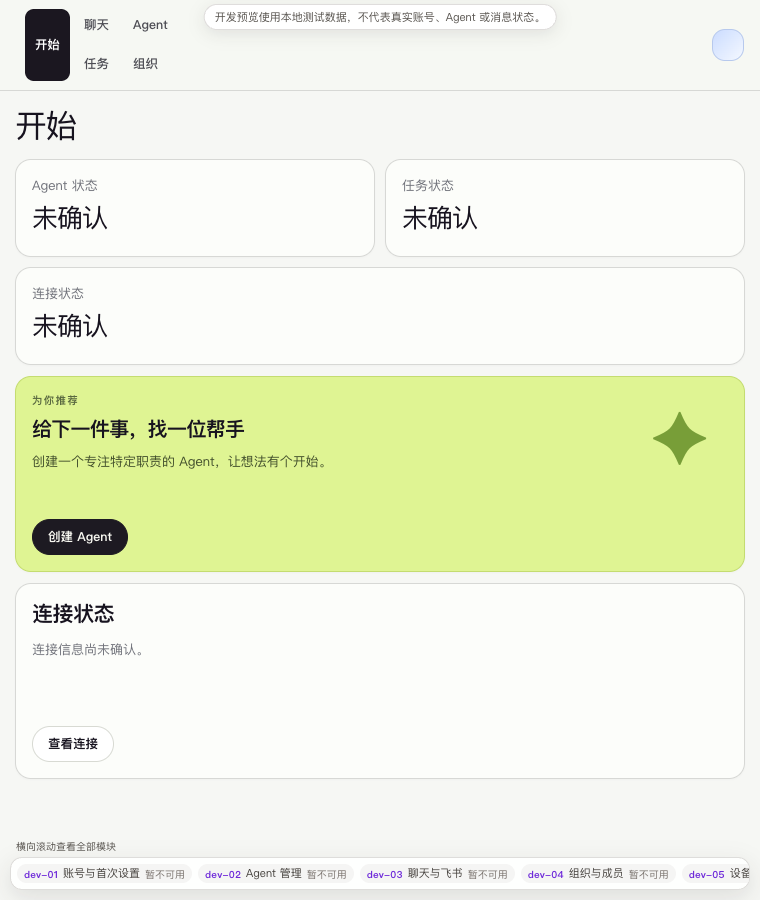 开发预览使用本地测试数据，不代表真实账号、Agent 或消息状态。
开始
聊天 Agent
任务 组织
开始
Agent 状态
未确认
任务状态
未确认
连接状态
未确认
为你推荐
给下一件事，找一位帮手
创建一个专注特定职责的 Agent，让想法有个开始。
创建 Agent
连接状态
连接信息尚未确认。
查看连接
横向滚动查看全部模块
dev-01 账号与首次设置 暂不可用 dev-02 Agent 管理 暂不可用 dev-03 聊天与飞书 暂不可用 dev-04 组织与成员 暂不可用 dev-05 设备